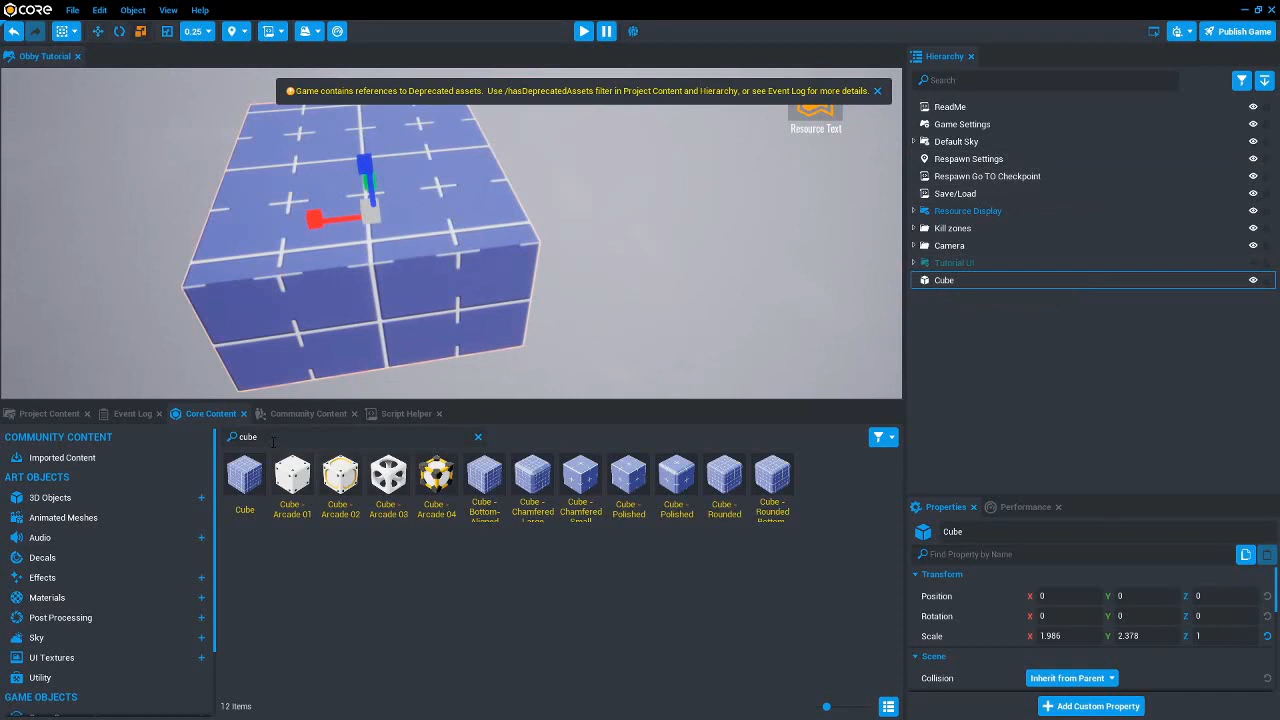 CORE File Edit Object View Help
0.25 Publish Game
Obby Tutorial
Game contains references to Deprecated assets. Use /hasDeprecatedAssets filter in Project Content and Hierarchy, or see Event Log for more details.
Resource Text
Hierarchy
Search
ReadMe
Game Settings
Default Sky
Respawn Settings
Respawn Go TO Checkpoint
Save/Load
Resource Display
Kill zones
Camera
Tutorial UI
Cube
Project Content Event Log Core Content Community Content Script Helper
COMMUNITY CONTENT
Imported Content
ART OBJECTS
3D Objects
Animated Meshes
Audio
Decals
Effects
Materials
Post Processing
Sky
UI Textures
Utility
GAME OBJECTS
cube
Cube
Cube - Arcade 01
Cube - Arcade 02
Cube - Arcade 03
Cube - Arcade 04
Cube - Bottom-Aligned
Cube - Chamfered Large
Cube - Chamfered Small
Cube - Polished
Cube - Polished
Cube - Rounded
Cube - Rounded Bottom
12 Items
Properties Performance
Cube
Find Property by Name
Transform
Position X 0 Y 0 Z 0
Rotation X 0 Y 0 Z 0
Scale X 1.986 Y 2.378 Z 1
Scene
Collision Inherit from Parent
Add Custom Property